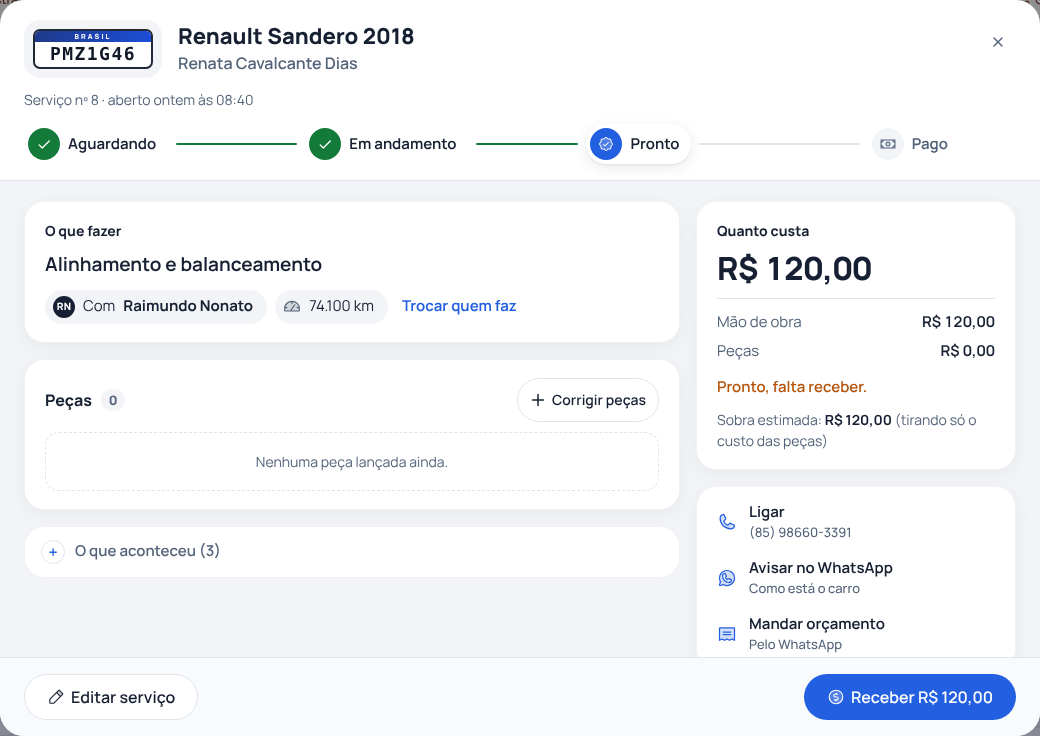 BRASIL
PMZ1G46
Renault Sandero 2018
Renata Cavalcante Dias
Serviço nº 8 · aberto ontem às 08:40
Aguardando
Em andamento
Pronto
Pago
O que fazer
Alinhamento e balanceamento
RN Com Raimundo Nonato
74.100 km
Trocar quem faz
Peças 0
+ Corrigir peças
Nenhuma peça lançada ainda.
+ O que aconteceu (3)
Quanto custa
R$ 120,00
Mão de obra R$ 120,00
Peças R$ 0,00
Pronto, falta receber.
Sobra estimada: R$ 120,00 (tirando só o
custo das peças)
Ligar
(85) 98660-3391
Avisar no WhatsApp
Como está o carro
Mandar orçamento
Pelo WhatsApp
Editar serviço
Receber R$ 120,00